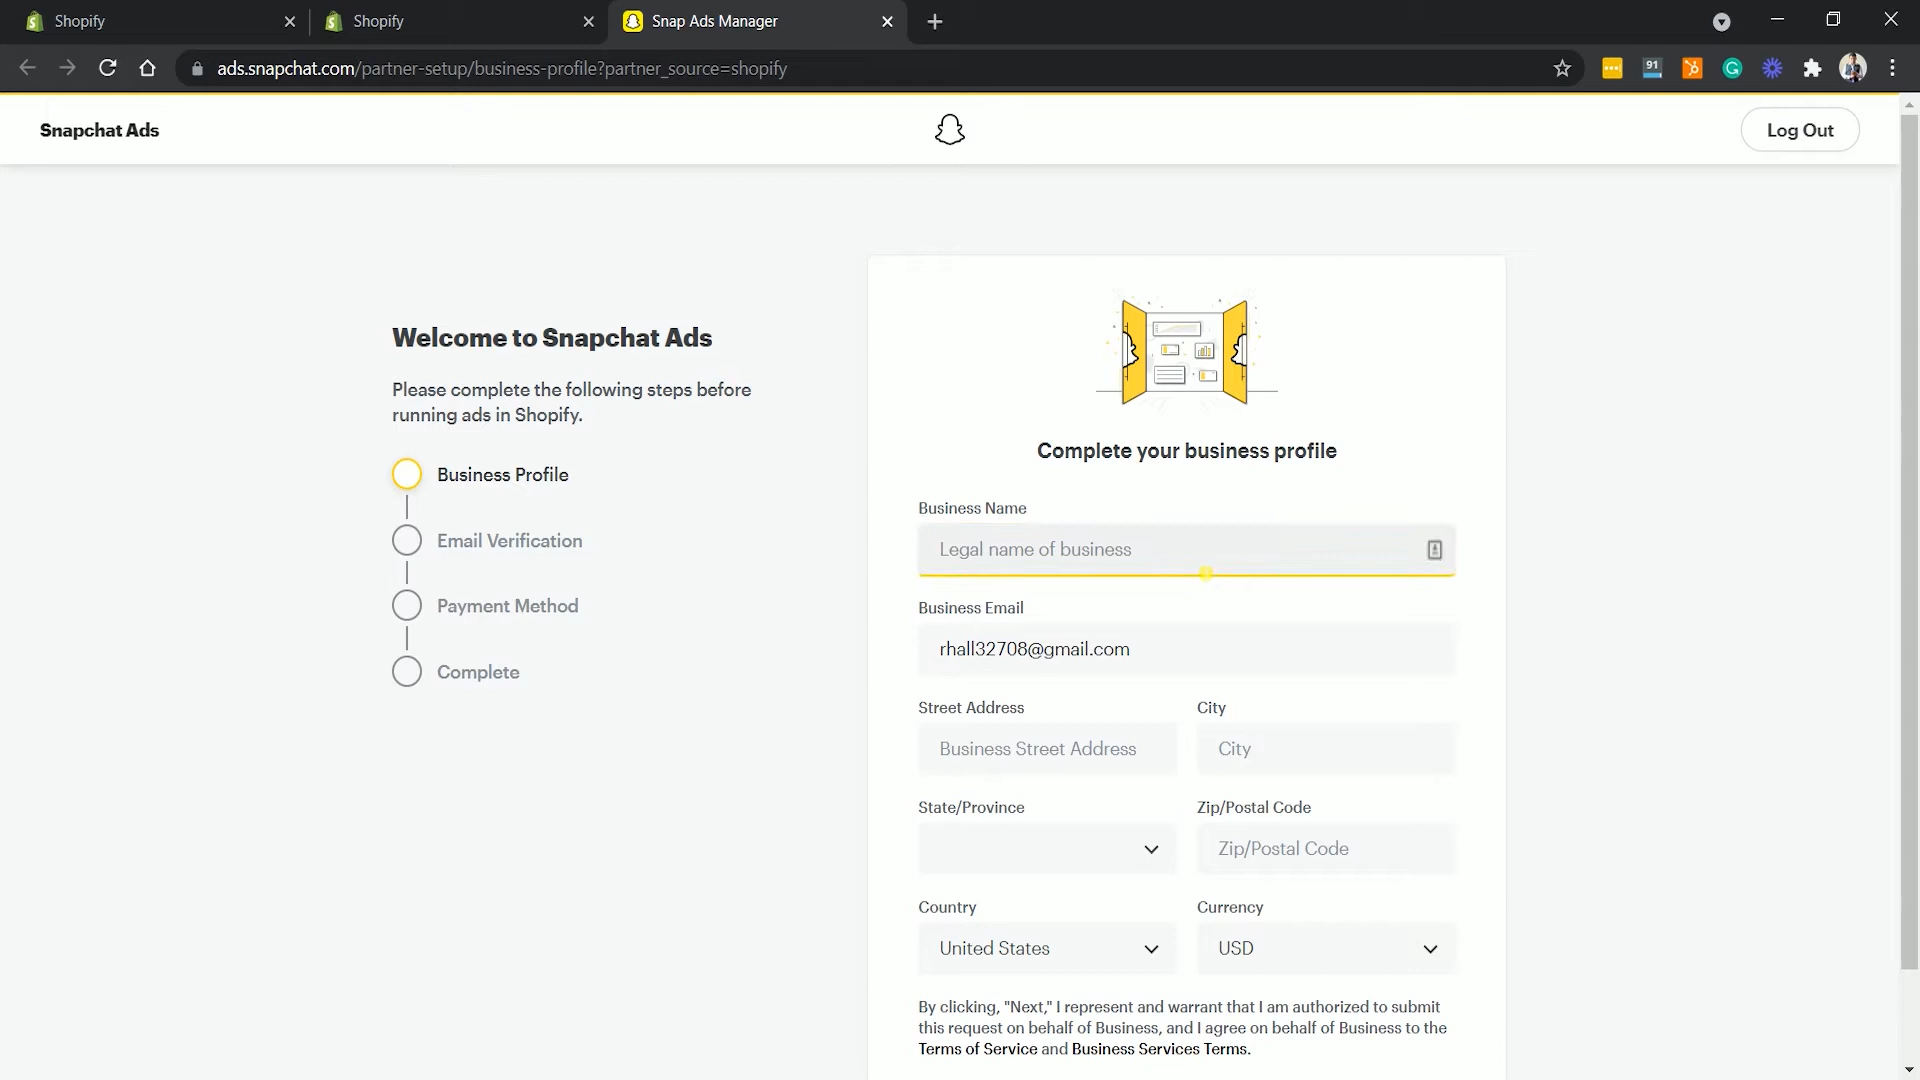 Shopify
Shopify
Snap Ads Manager
ads.snapchat.com/partner-setup/business-profile?partner_source=shopify
91
Snapchat Ads
Log Out
Welcome to Snapchat Ads
Please complete the following steps before
running ads in Shopify.
Business Profile
Email Verification
Payment Method
Complete
Complete your business profile
Business Name
Legal name of business
Business Email
rhall32708@gmail.com
Street Address
City
Business Street Address
City
State/Province
Zip/Postal Code
Zip/Postal Code
Country
Currency
United States
USD
By clicking, "Next," I represent and warrant that I am authorized to submit
this request on behalf of Business, and I agree on behalf of Business to the
Terms of Service and Business Services Terms.